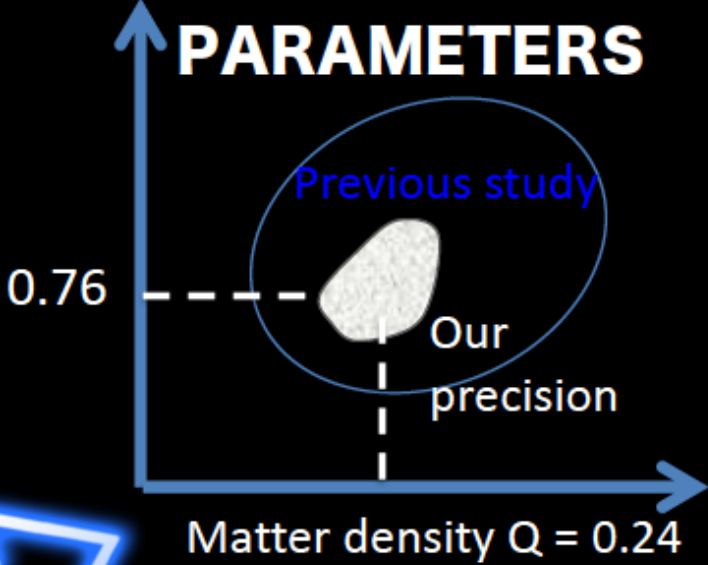 PARAMETERS
Previous study
0.76
Our
precision
Matter density Q = 0.24